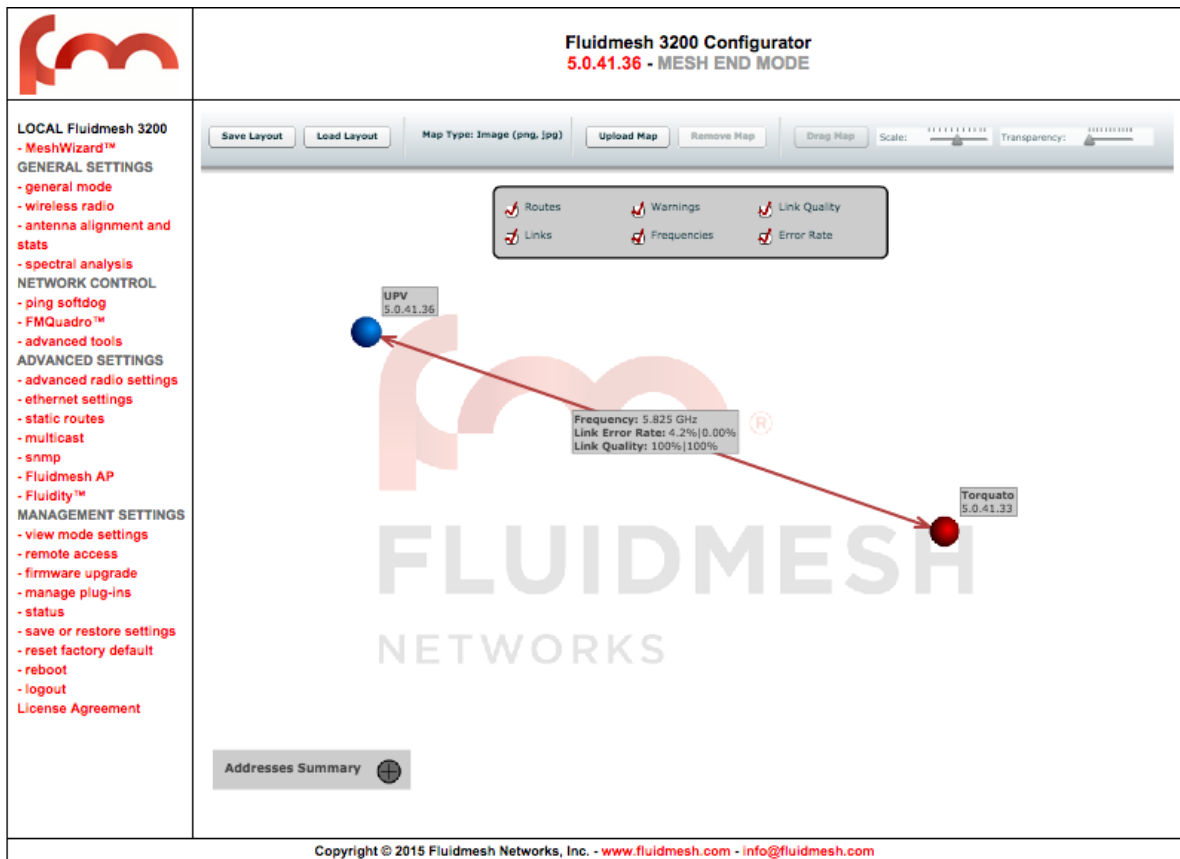 Fluidmesh 3200 Configurator
5.0.41.36 - MESH END MODE
LOCAL Fluidmesh 3200
- MeshWizard™
GENERAL SETTINGS
- general mode
- wireless radio
- antenna alignment and
stats
- spectral analysis
NETWORK CONTROL
- ping softdog
- FMQuadro™
- advanced tools
ADVANCED SETTINGS
- advanced radio settings
- ethernet settings
- static routes
- multicast
- snmp
- Fluidmesh AP
- Fluidity™
MANAGEMENT SETTINGS
- view mode settings
- remote access
- firmware upgrade
- manage plug-ins
- status
- save or restore settings
- reset factory default
- reboot
- logout
License Agreement
Save Layout Load Layout Map Type: Image (png, jpg) Upload Map Remove Map Drag Map Scale: Transparency:
Routes Warnings Link Quality
Links Frequencies Error Rate
UPV
5.0.41.36
Frequency: 5.825 GHz
Link Error Rate: 4.2%|0.00%
Link Quality: 100%|100%
®
Torquato
5.0.41.33
FLUIDMESH
NETWORKS
Addresses Summary
Copyright © 2015 Fluidmesh Networks, Inc. - www.fluidmesh.com - info@fluidmesh.com